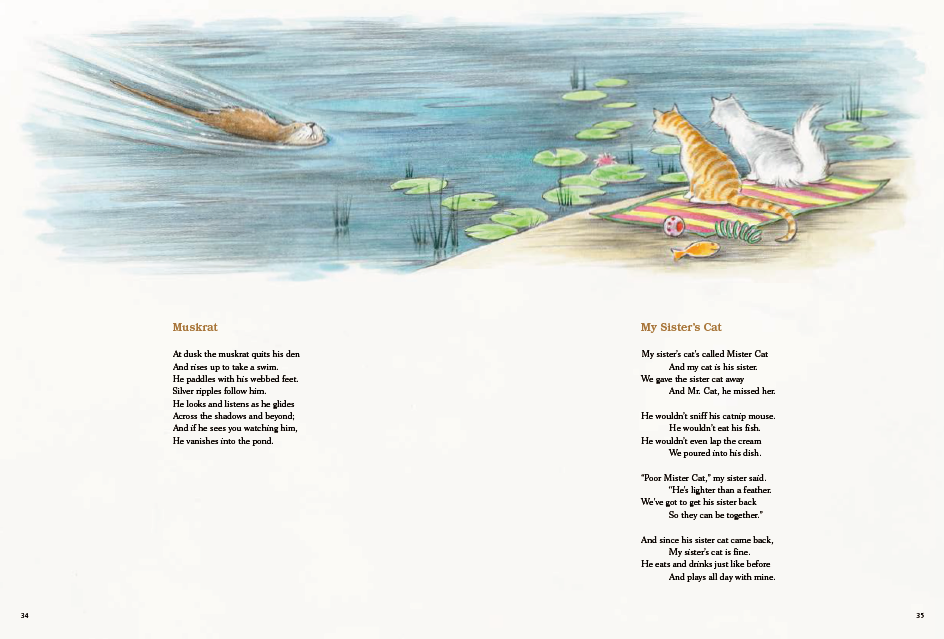 Muskrat
At dusk the muskrat quits his den
And rises up to take a swim.
He paddles with his webbed feet.
Silver ripples follow him.
He looks and listens as he glides
Across the shadows and beyond;
And if he sees you watching him,
He vanishes into the pond.
My Sister’s Cat
My sister’s cat’s called Mister Cat
And my cat is his sister.
We gave the sister cat away
And Mr. Cat, he missed her.
He wouldn’t sniff his catnip mouse.
He wouldn’t eat his fish.
He wouldn’t even lap the cream
We poured into his dish.
“Poor Mister Cat,” my sister said.
“He’s lighter than a feather.
We’ve got to get his sister back
So they can be together.”
And since his sister cat came back,
My sister’s cat is fine.
He eats and drinks just like before
And plays all day with mine.
34
35